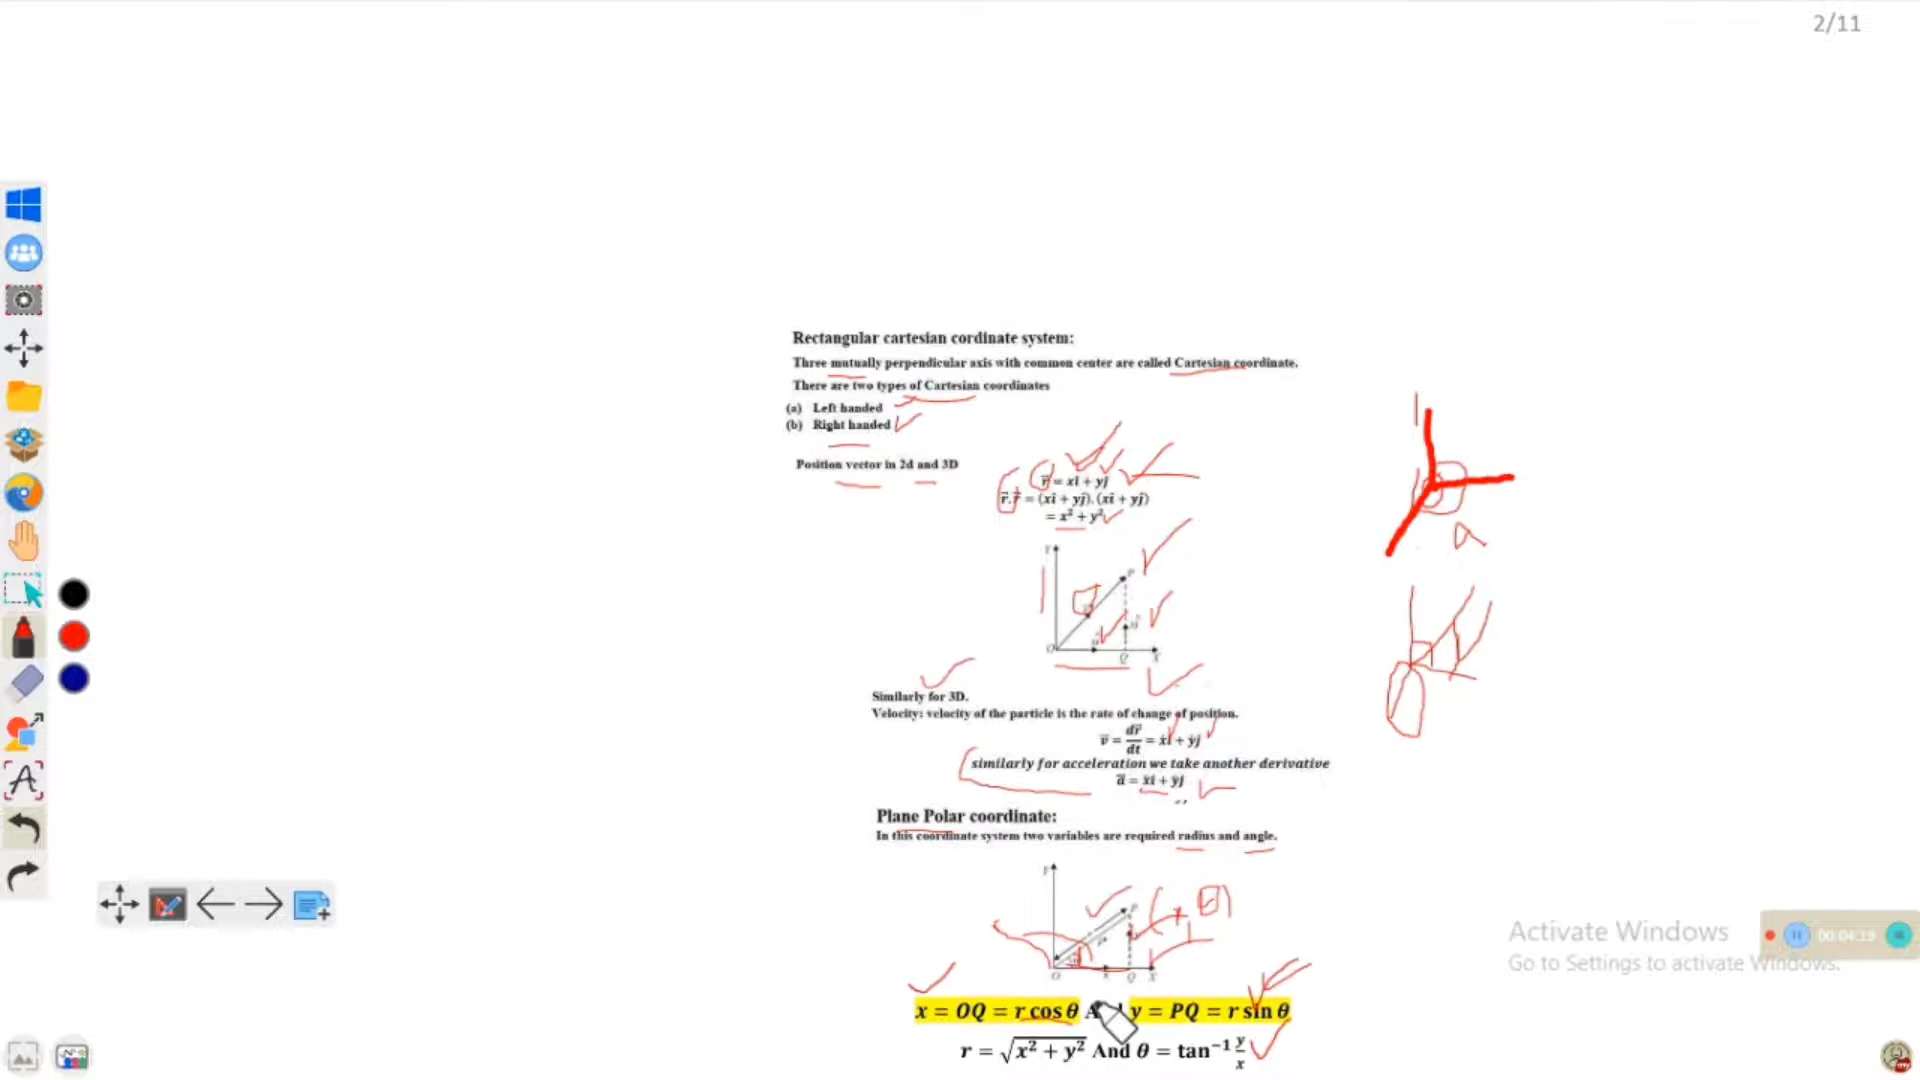 2/11
Rectangular cartesian cordinate system:
Three mutually perpendicular axis with common center are called Cartesian coordinate.
There are two types of Cartesian coordinates
(a) Left handed
(b) Right handed
Position vector in 2d and 3D
r⃗ = xî + yĵ
r⃗.r⃗ = (xî + yĵ).(xî + yĵ)
= x² + y²
Y
P
O
Q
X
a
Similarly for 3D.
Velocity: velocity of the particle is the rate of change of position.
v⃗ = dr⃗/dt = ẋî + ẏĵ
similarly for acceleration we take another derivative
a⃗ = ẍî + ÿĵ
Plane Polar coordinate:
In this coordinate system two variables are required radius and angle.
Y
P
O
Q
X
x = OQ = r cos θ
y = PQ = r sin θ
r = √x² + y² And θ = tan⁻¹ y/x
Activate Windows
Go to Settings to activate Windows.
00:04:19